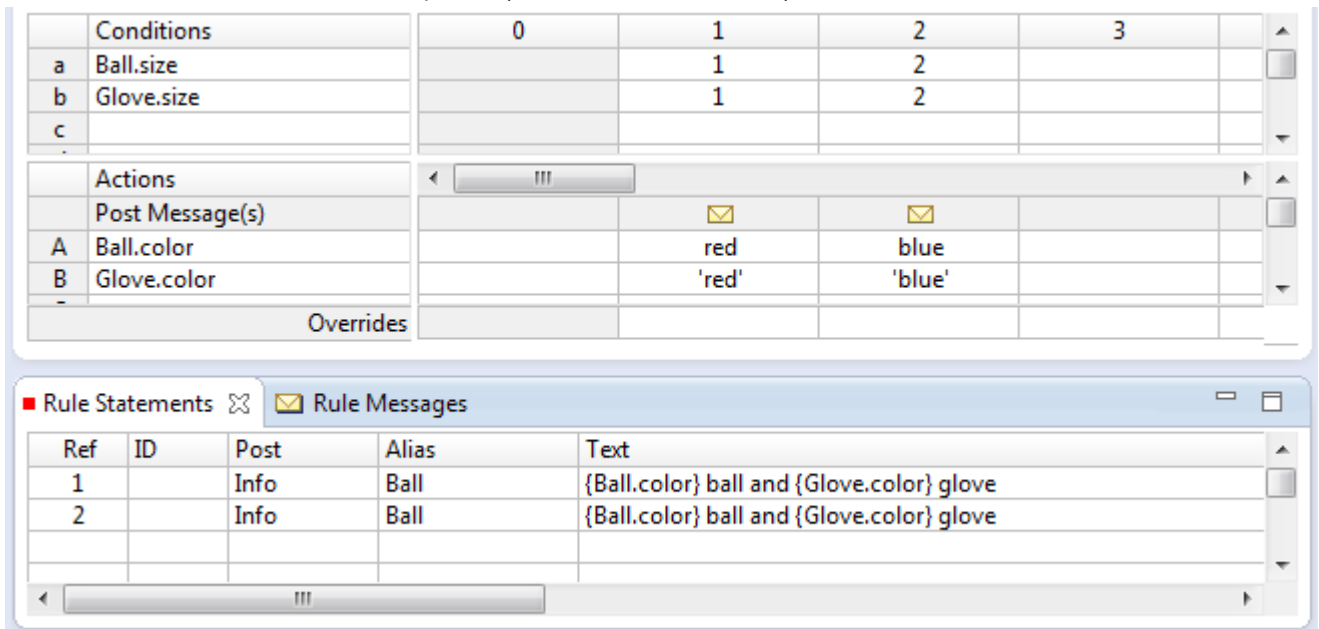 Conditions 0 1 2 3
a Ball.size 1 2
b Glove.size 1 2
c
Actions
Post Message(s)
A Ball.color red blue
B Glove.color 'red' 'blue'
Overrides
Rule Statements Rule Messages
Ref ID Post Alias Text
1 Info Ball {Ball.color} ball and {Glove.color} glove
2 Info Ball {Ball.color} ball and {Glove.color} glove